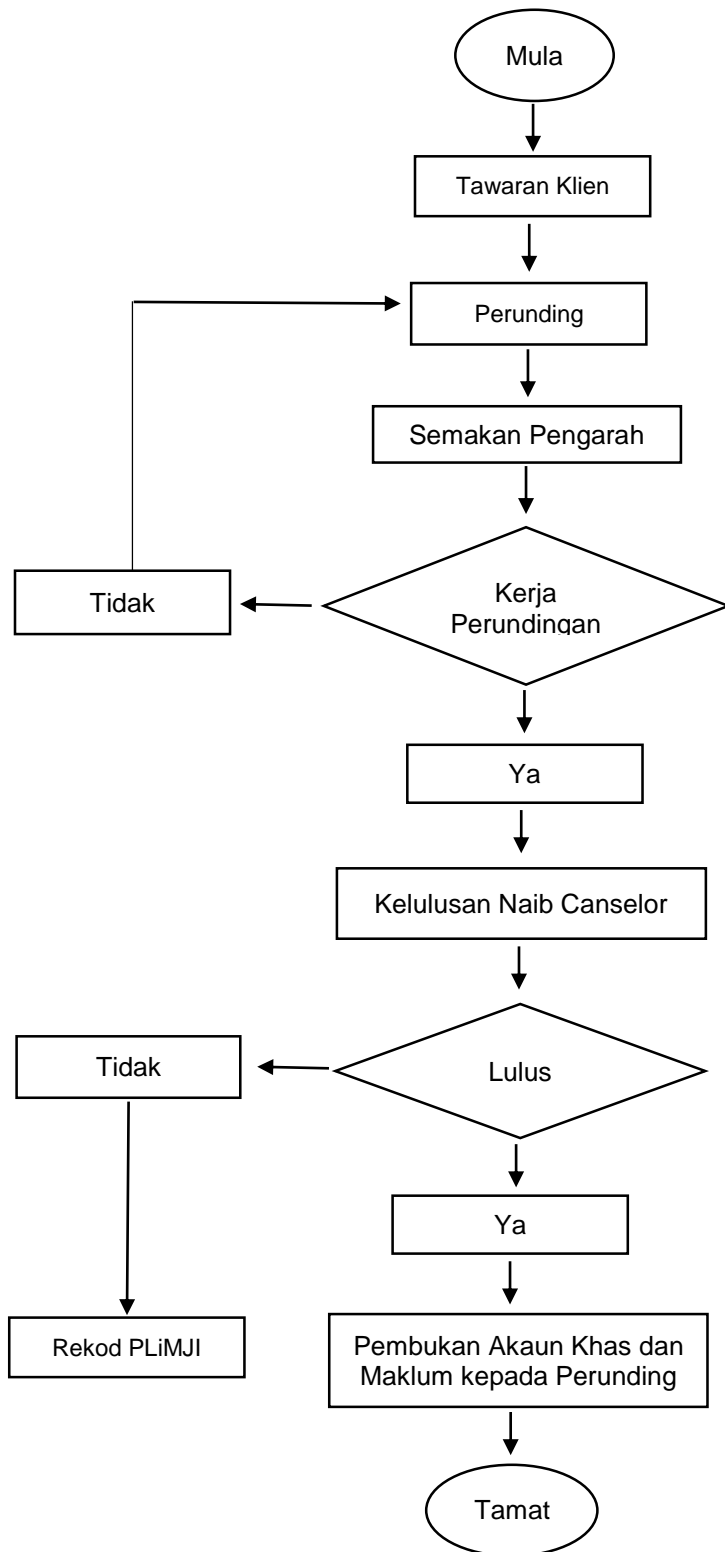 Mula
Tawaran Klien
Perunding
Semakan Pengarah
Tidak
Kerja
Perundingan
Ya
Kelulusan Naib Canselor
Tidak
Lulus
Ya
Rekod PLiMJI
Pembukan Akaun Khas dan
Maklum kepada Perunding
Tamat